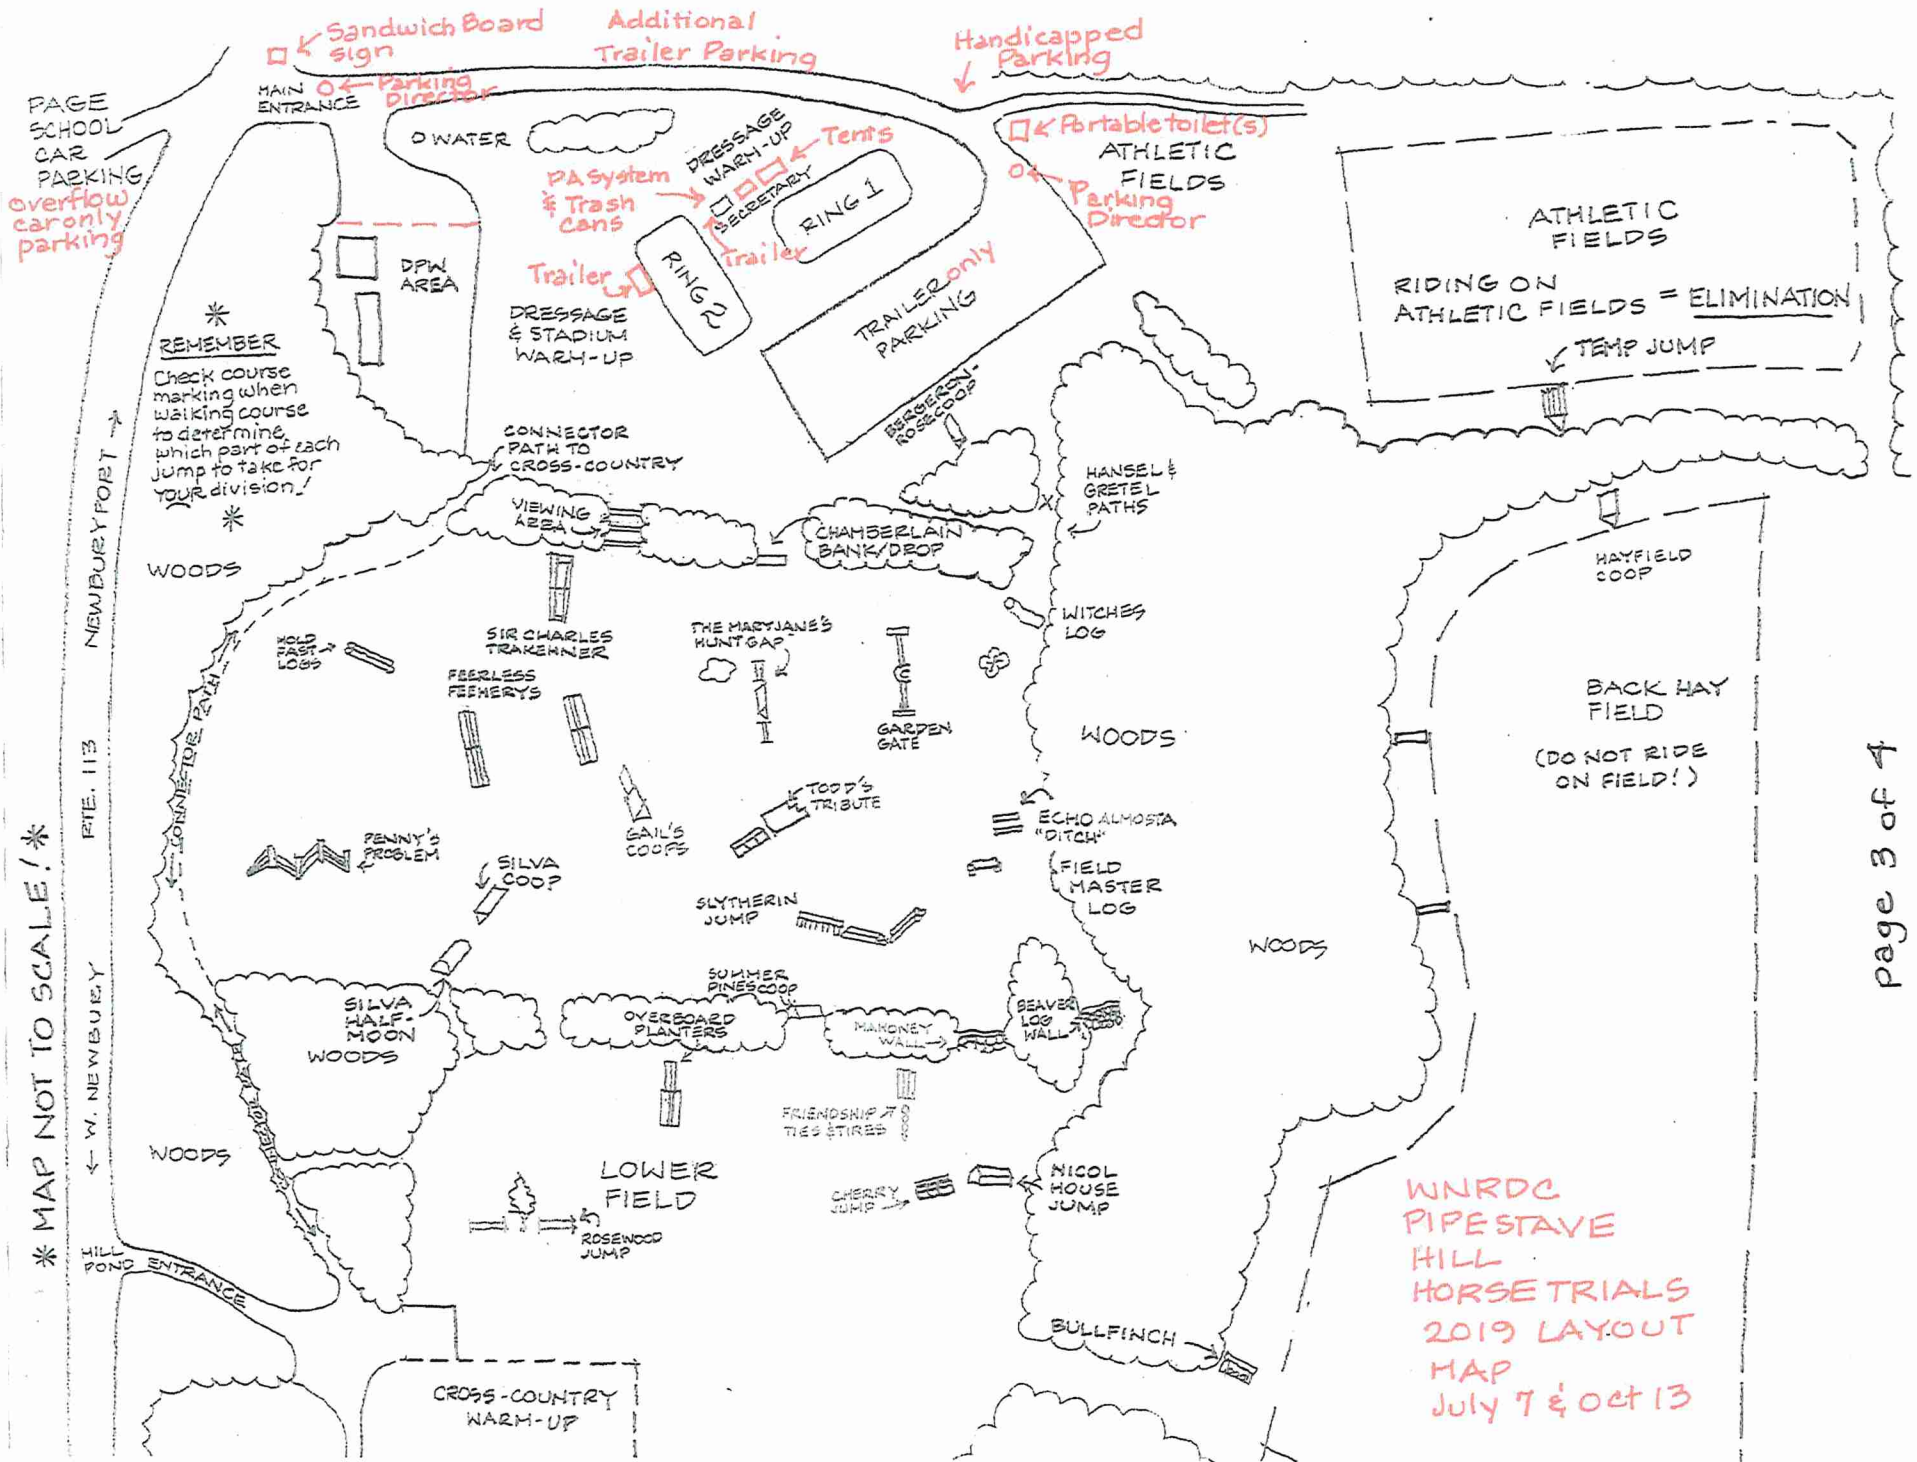 Sandwich Board
sign
Additional
Trailer Parking
Handicapped
Parking
MAIN
ENTRANCE
Parking
Director
PAGE
SCHOOL
CAR
PARKING
overflow
car only
parking
WATER
DRESSAGE
WARM-UP
Tents
PA System
& Trash
Cans
SECRETARY
RING 1
Trailer
Trailer
RING 2
Portable toilet(s)
ATHLETIC
FIELDS
Parking
Director
ATHLETIC
FIELDS
RIDING ON
ATHLETIC FIELDS = ELIMINATION
TEMP JUMP
DPW
AREA
DRESSAGE
& STADIUM
WARM-UP
TRAILER only
PARKING
*
REMEMBER
Check course
marking when
walking course
to determine
which part of each
jump to take for
YOUR division!
*
BERGERON-
ROSE COOP
CONNECTOR
PATH TO
CROSS-COUNTRY
HANSEL &
GRETEL
PATHS
X
VIEWING
AREA
CHAMBERLAIN
BANK/DROP
HAYFIELD
COOP
WOODS
NEWBURYPORT →
RTE. 113
← W. NEWBURY
* MAP NOT TO SCALE! *
HOLD
FAST
LOGS
SIR CHARLES
TRAKEHNER
THE MARYJANE'S
HUNT GAP
WITCHES
LOG
FEERLESS
FEEHERYS
GARDEN
GATE
WOODS
BACK HAY
FIELD
(DO NOT RIDE
ON FIELD!)
CONNECTOR PATH
PENNY'S
PROBLEM
SILVA
COOP
GAIL'S
COOPS
TODD'S
TRIBUTE
ECHO ALMOSTA
"DITCH"
FIELD
MASTER
LOG
SLYTHERIN
JUMP
WOODS
page 3 of 4
SILVA
HALF-
MOON
WOODS
SUMMER
PINES COOP
OVERBOARD
PLANTERS
MAHONEY
WALL
BEAVER
LOG
WALL
FRIENDSHIP
TIES & TIRES
WOODS
LOWER
FIELD
CHERRY
JUMP
NICOL
HOUSE
JUMP
ROSEWOOD
JUMP
HILL
POND ENTRANCE
BULLFINCH
CROSS-COUNTRY
WARM-UP
WNRDC
PIPESTAVE
HILL
HORSE TRIALS
2019 LAYOUT
MAP
July 7 & Oct 13